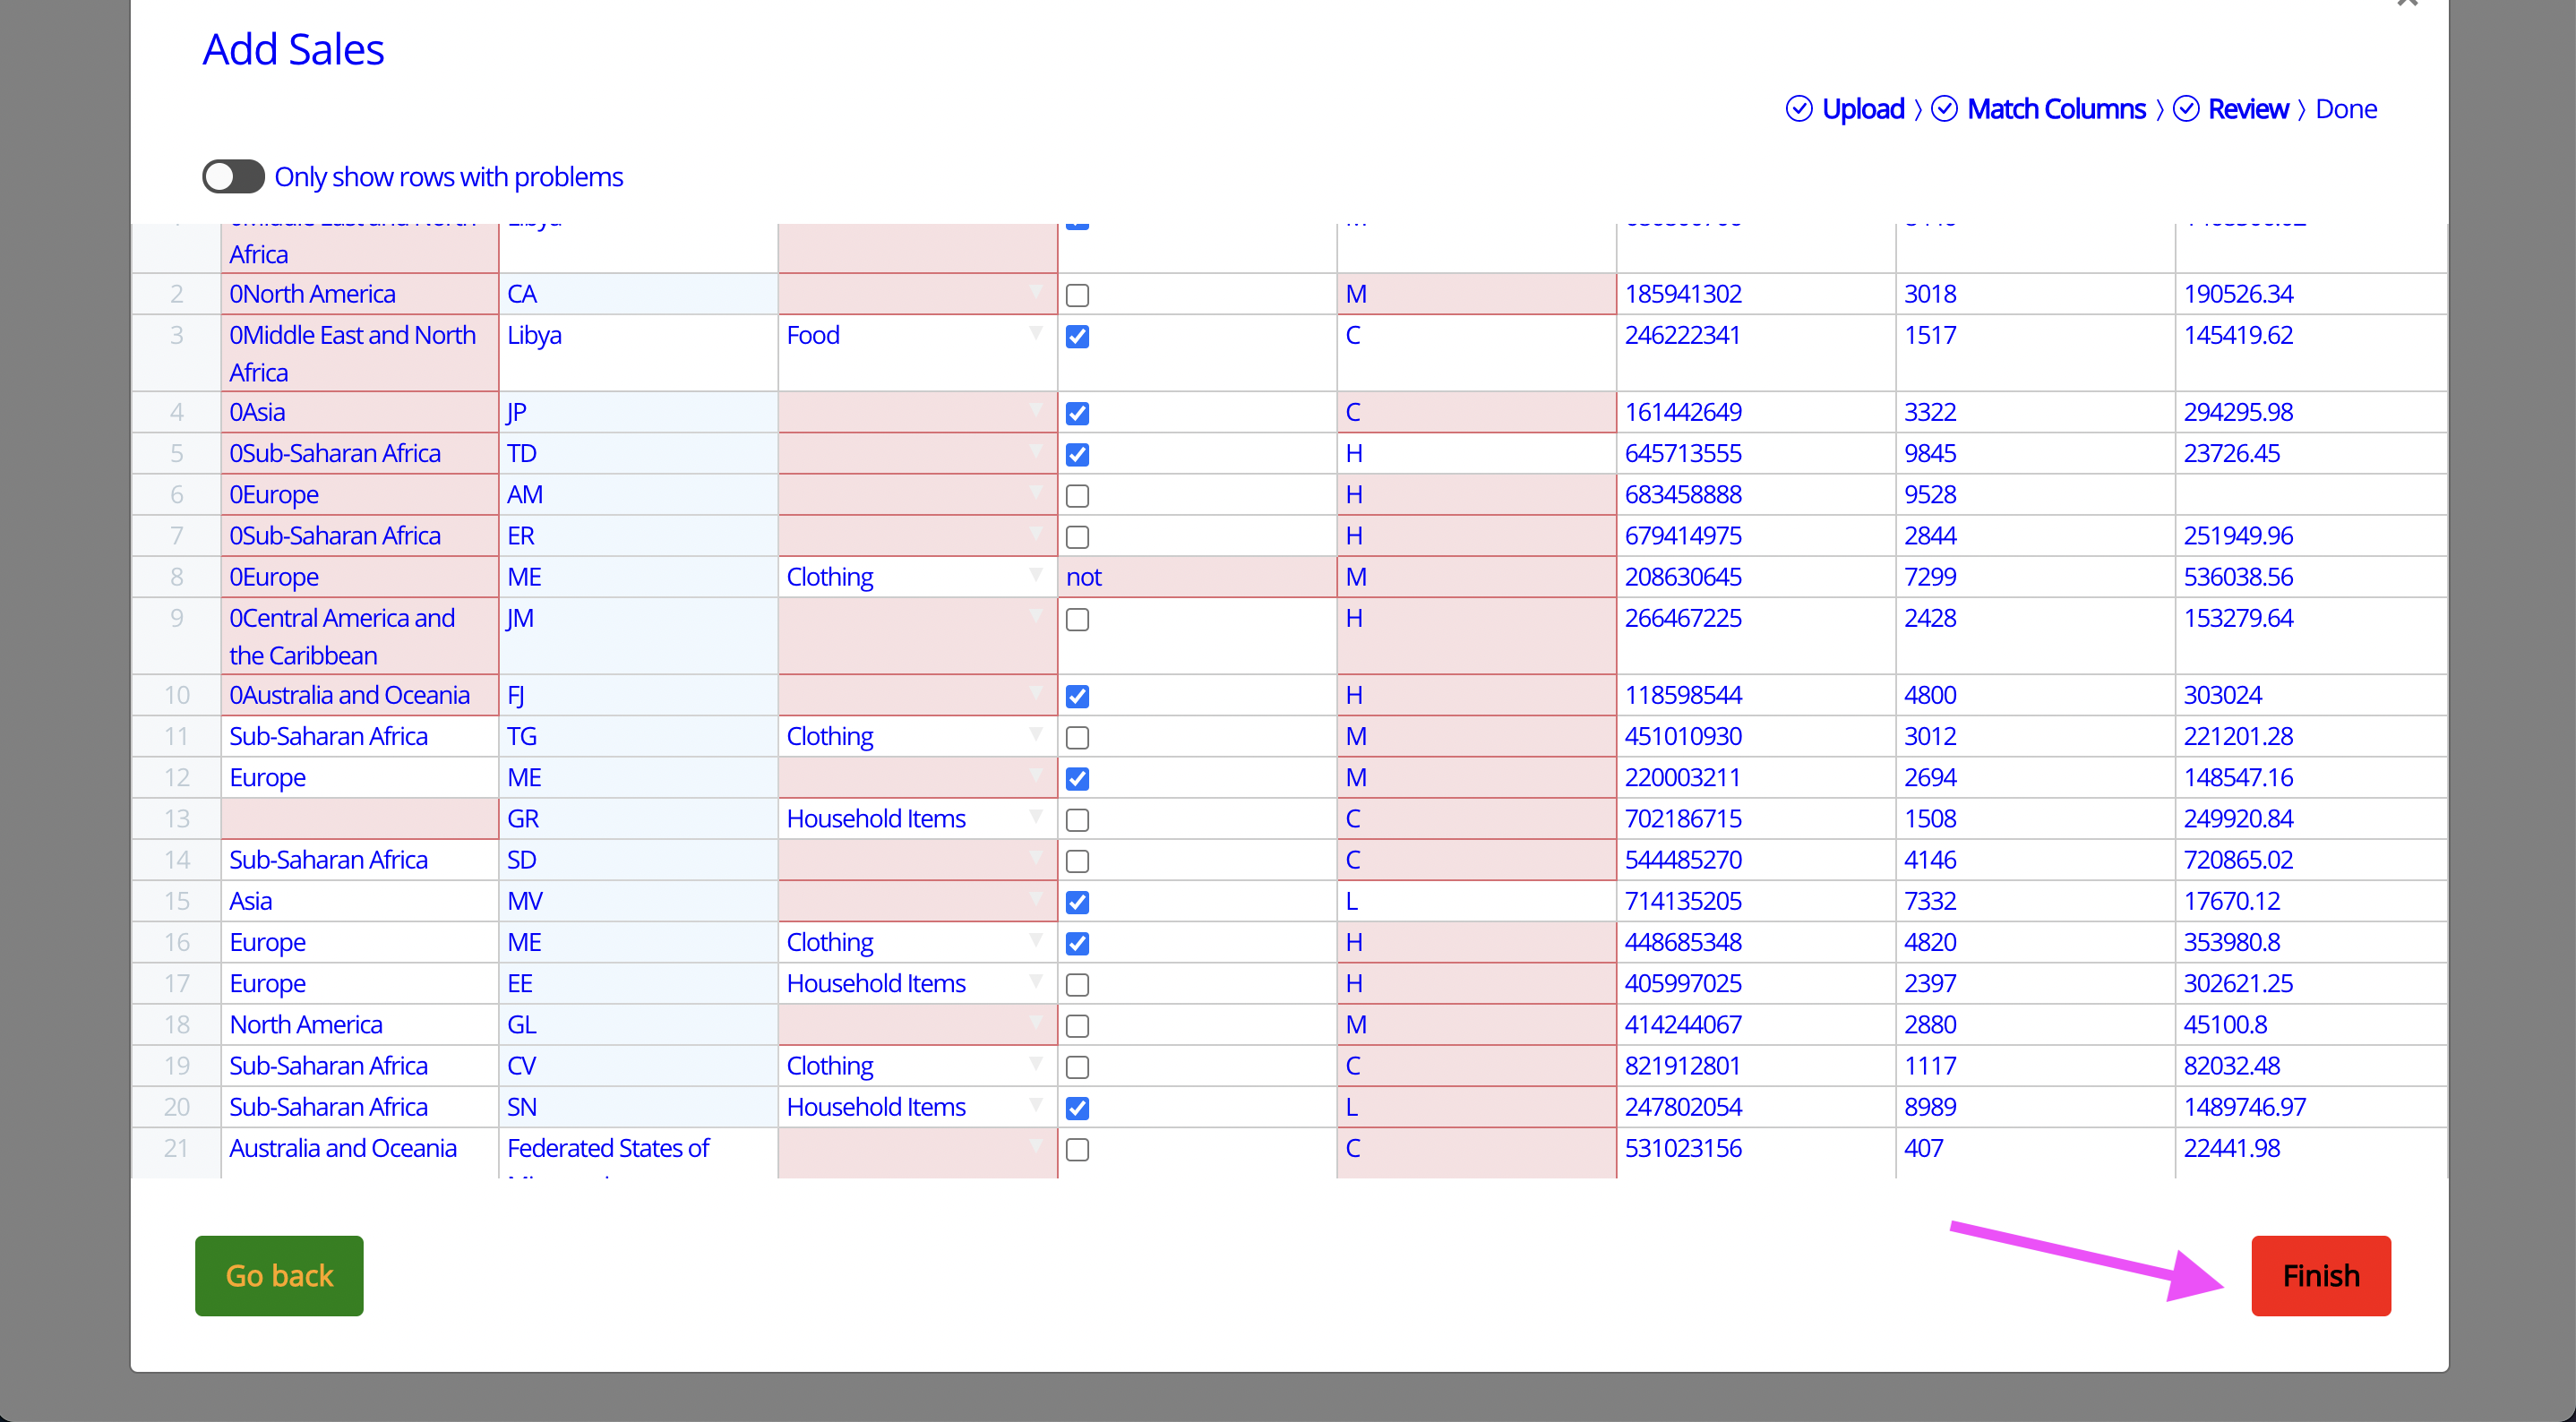 Add Sales
Upload 〉 Match Columns 〉 Review 〉 Done
Only show rows with problems
Africa
2 0North America CA M 185941302 3018 190526.34
3 0Middle East and North Libya Food C 246222341 1517 145419.62
Africa
4 0Asia JP C 161442649 3322 294295.98
5 0Sub-Saharan Africa TD H 645713555 9845 23726.45
6 0Europe AM H 683458888 9528
7 0Sub-Saharan Africa ER H 679414975 2844 251949.96
8 0Europe ME Clothing not M 208630645 7299 536038.56
9 0Central America and JM H 266467225 2428 153279.64
the Caribbean
10 0Australia and Oceania FJ H 118598544 4800 303024
11 Sub-Saharan Africa TG Clothing M 451010930 3012 221201.28
12 Europe ME M 220003211 2694 148547.16
13 GR Household Items C 702186715 1508 249920.84
14 Sub-Saharan Africa SD C 544485270 4146 720865.02
15 Asia MV L 714135205 7332 17670.12
16 Europe ME Clothing H 448685348 4820 353980.8
17 Europe EE Household Items H 405997025 2397 302621.25
18 North America GL M 414244067 2880 45100.8
19 Sub-Saharan Africa CV Clothing C 821912801 1117 82032.48
20 Sub-Saharan Africa SN Household Items L 247802054 8989 1489746.97
21 Australia and Oceania Federated States of C 531023156 407 22441.98
Go back
Finish